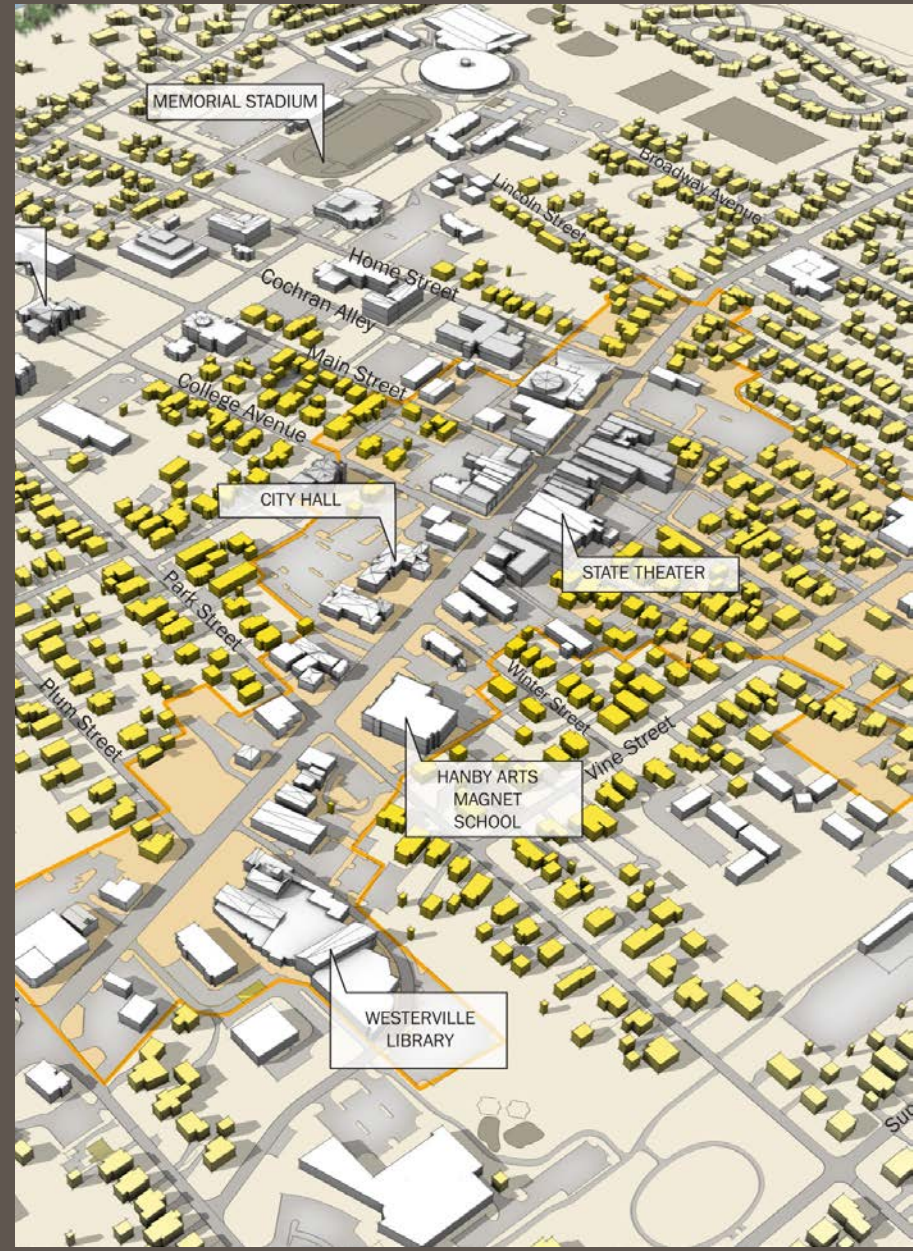 MEMORIAL STADIUM
Broadway Avenue
Lincoln Street
Home Street
Cochran Alley
Main Street
College Avenue
CITY HALL
STATE THEATER
Park Street
Winter Street
Plum Street
Vine Street
HANBY ARTS
MAGNET
SCHOOL
WESTERVILLE
LIBRARY